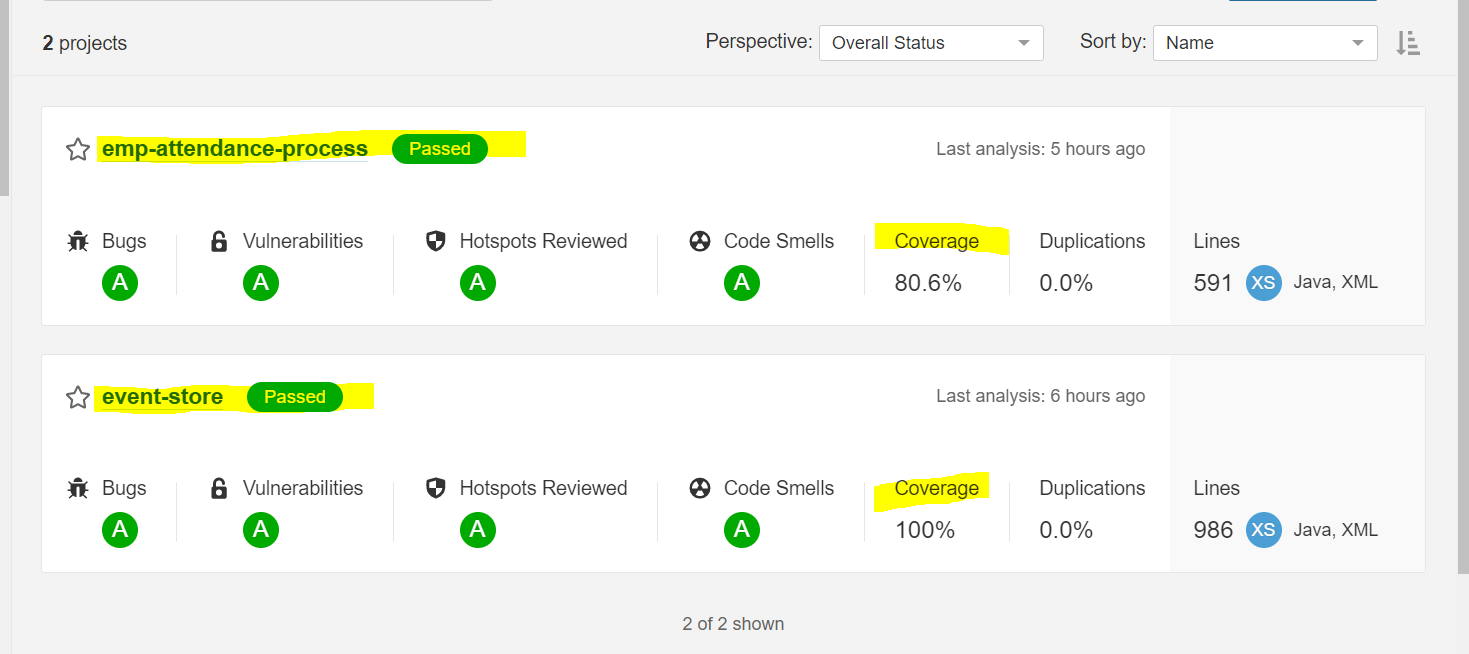 2 projects Perspective: Overall Status Sort by: Name
emp-attendance-process Passed Last analysis: 5 hours ago
Bugs Vulnerabilities Hotspots Reviewed Code Smells Coverage Duplications Lines
A A A A 80.6% 0.0% 591 XS Java, XML
event-store Passed Last analysis: 6 hours ago
Bugs Vulnerabilities Hotspots Reviewed Code Smells Coverage Duplications Lines
A A A A 100% 0.0% 986 XS Java, XML
2 of 2 shown